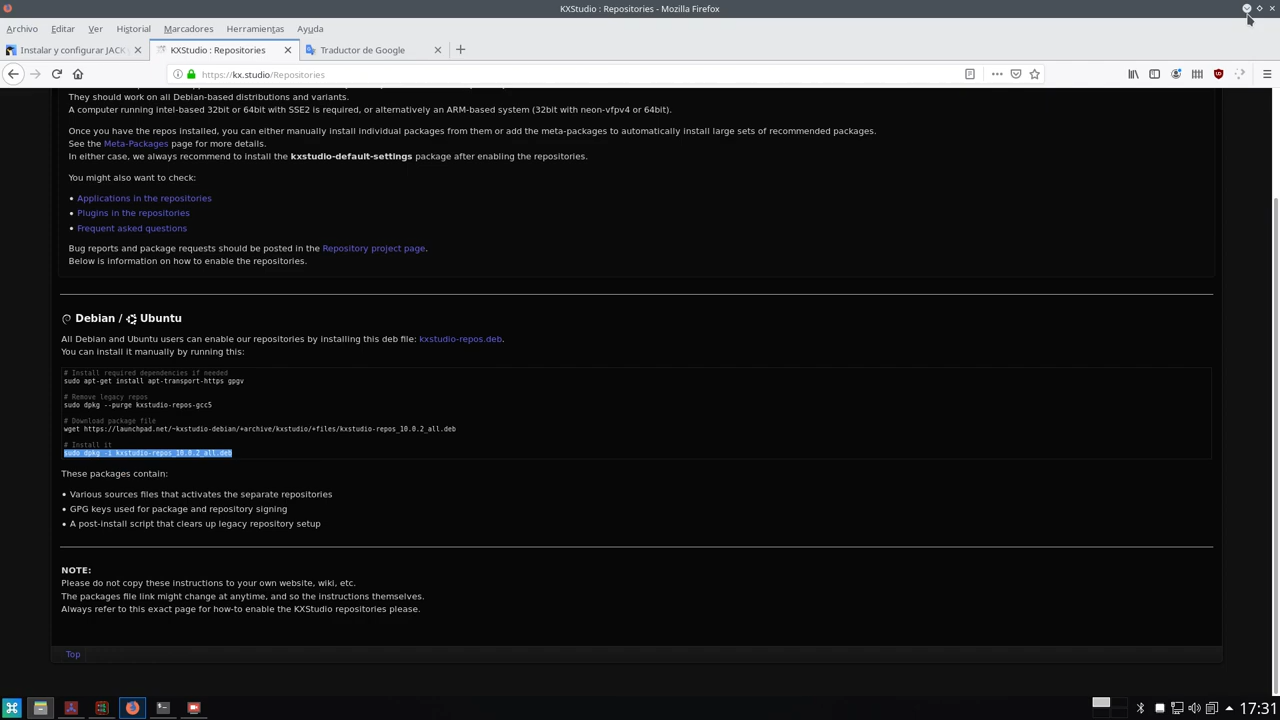 KXStudio : Repositories - Mozilla Firefox
Archivo Editar Ver Historial Marcadores Herramientas Ayuda
Instalar y configurar JACK
KXStudio : Repositories
Traductor de Google
https://kx.studio/Repositories
They should work on all Debian-based distributions and variants.
A computer running intel-based 32bit or 64bit with SSE2 is required, or alternatively an ARM-based system (32bit with neon-vfpv4 or 64bit).
Once you have the repos installed, you can either manually install individual packages from them or add the meta-packages to automatically install large sets of recommended packages.
See the Meta-Packages page for more details.
In either case, we always recommend to install the kxstudio-default-settings package after enabling the repositories.
You might also want to check:
• Applications in the repositories
• Plugins in the repositories
• Frequent asked questions
Bug reports and package requests should be posted in the Repository project page.
Below is information on how to enable the repositories.
Debian / Ubuntu
All Debian and Ubuntu users can enable our repositories by installing this deb file: kxstudio-repos.deb.
You can install it manually by running this:
# Install required dependencies if needed
sudo apt-get install apt-transport-https gpgv
# Remove legacy repos
sudo dpkg --purge kxstudio-repos-gcc5
# Download package file
wget https://launchpad.net/~kxstudio-debian/+archive/kxstudio/+files/kxstudio-repos_10.0.2_all.deb
# Install it
sudo dpkg -i kxstudio-repos_10.0.2_all.deb
These packages contain:
• Various sources files that activates the separate repositories
• GPG keys used for package and repository signing
• A post-install script that clears up legacy repository setup
NOTE:
Please do not copy these instructions to your own website, wiki, etc.
The packages file link might change at anytime, and so the instructions themselves.
Always refer to this exact page for how-to enable the KXStudio repositories please.
Top
17:31